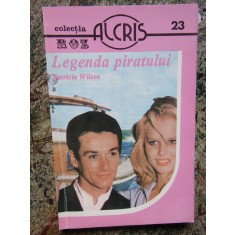 colecția
ROZ
ALCRIS
23
Legenda piratului
Patricia Wilson